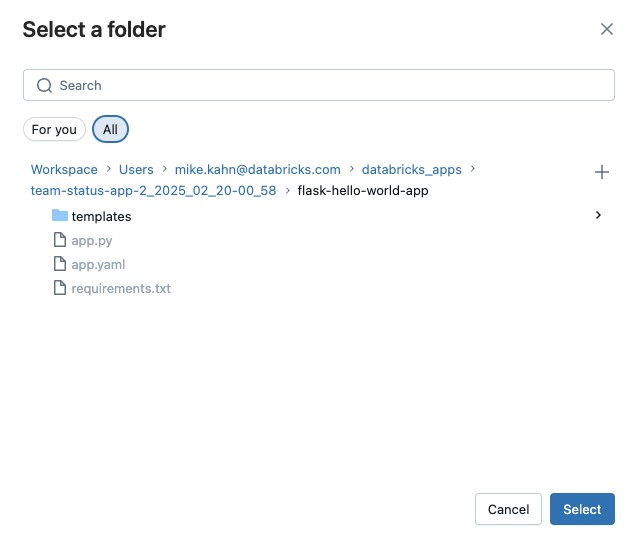 Select a folder
Search
For you All
Workspace > Users > mike.kahn@databricks.com > databricks_apps >
team-status-app-2_2025_02_20-00_58 > flask-hello-world-app
templates
app.py
app.yaml
requirements.txt
Cancel Select